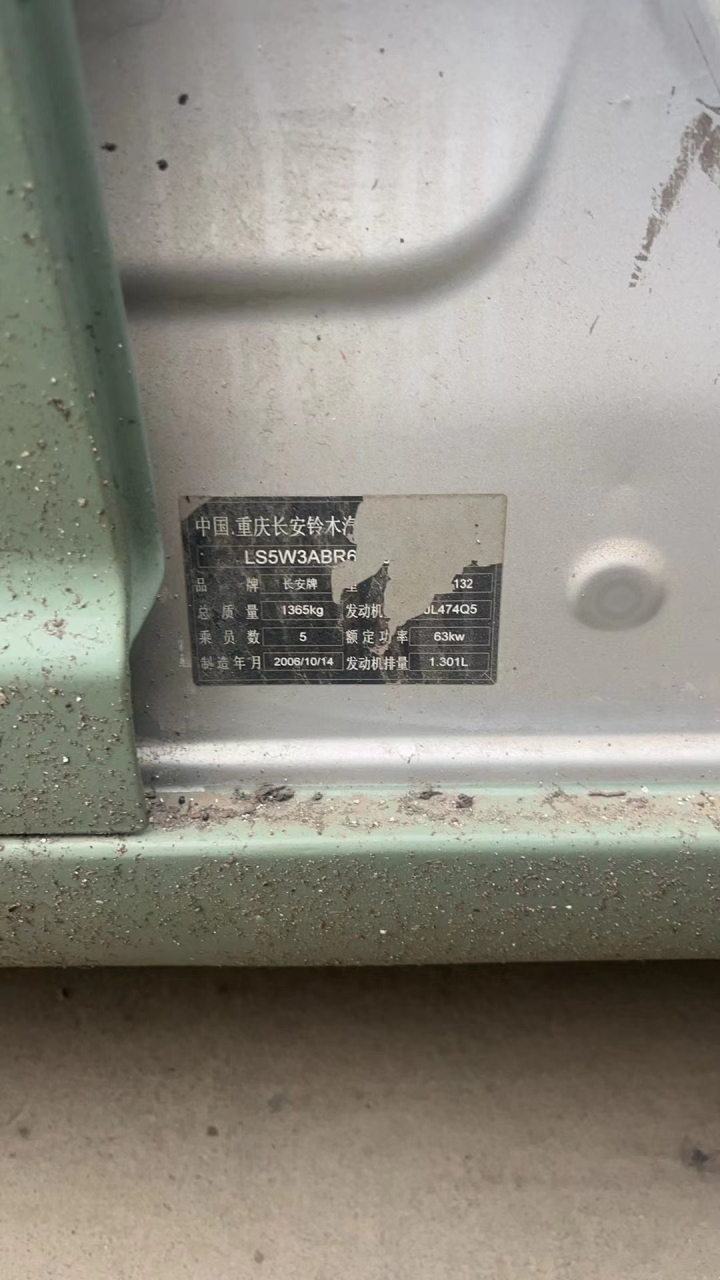 中国.重庆长安铃木汽
LS5W3ABR6
品 牌 长安牌 型 132
总 质 量 1365kg 发动机 JL474Q5
乘 员 数 5 额 定 功 率 63kw
制 造 年 月 2006/10/14 发动机排量 1.301L